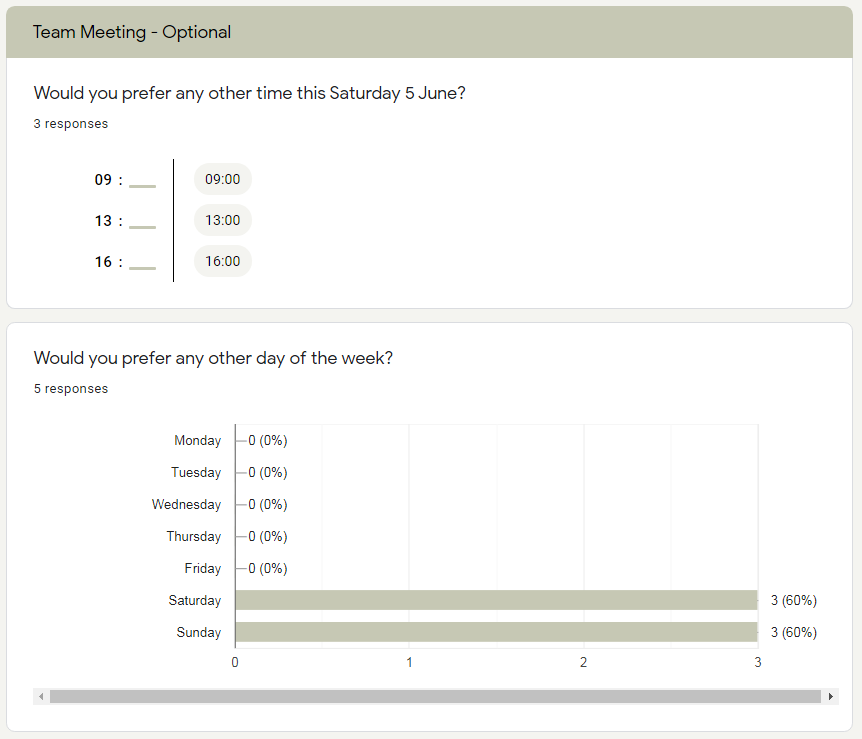 Team Meeting - Optional
Would you prefer any other time this Saturday 5 June?
3 responses
09 : __ 09:00
13 : __ 13:00
16 : __ 16:00
Would you prefer any other day of the week?
5 responses
Monday 0 (0%)
Tuesday 0 (0%)
Wednesday 0 (0%)
Thursday 0 (0%)
Friday 0 (0%)
Saturday 3 (60%)
Sunday 3 (60%)
0 1 2 3